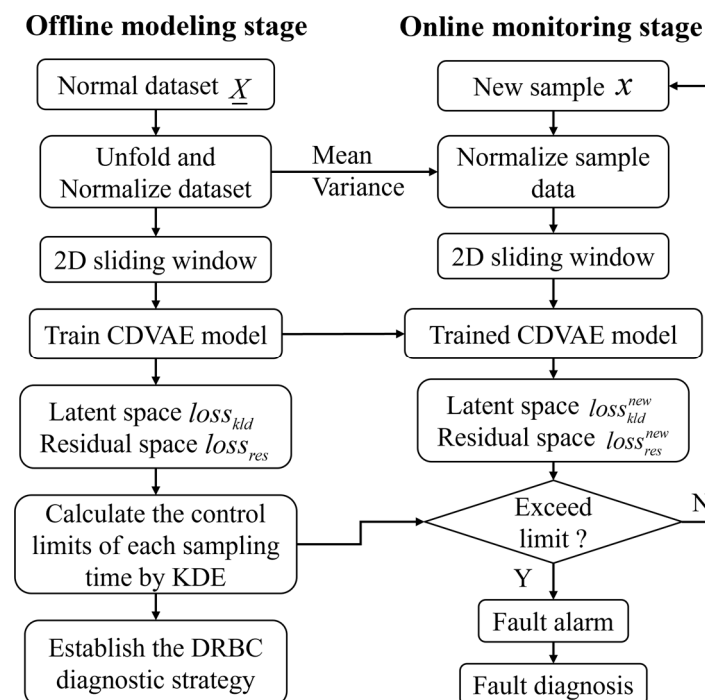 Offline modeling stage
Normal dataset X
Unfold and
Normalize dataset
2D sliding window
Train CDVAE model
Latent space loss_kld
Residual space loss_res
Calculate the control
limits of each sampling
time by KDE
Establish the DRBC
diagnostic strategy
Mean
Variance
Online monitoring stage
New sample x
Normalize sample
data
2D sliding window
Trained CDVAE model
Latent space loss_kld^new
Residual space loss_res^new
Exceed
limit ?
N
Y
Fault alarm
Fault diagnosis